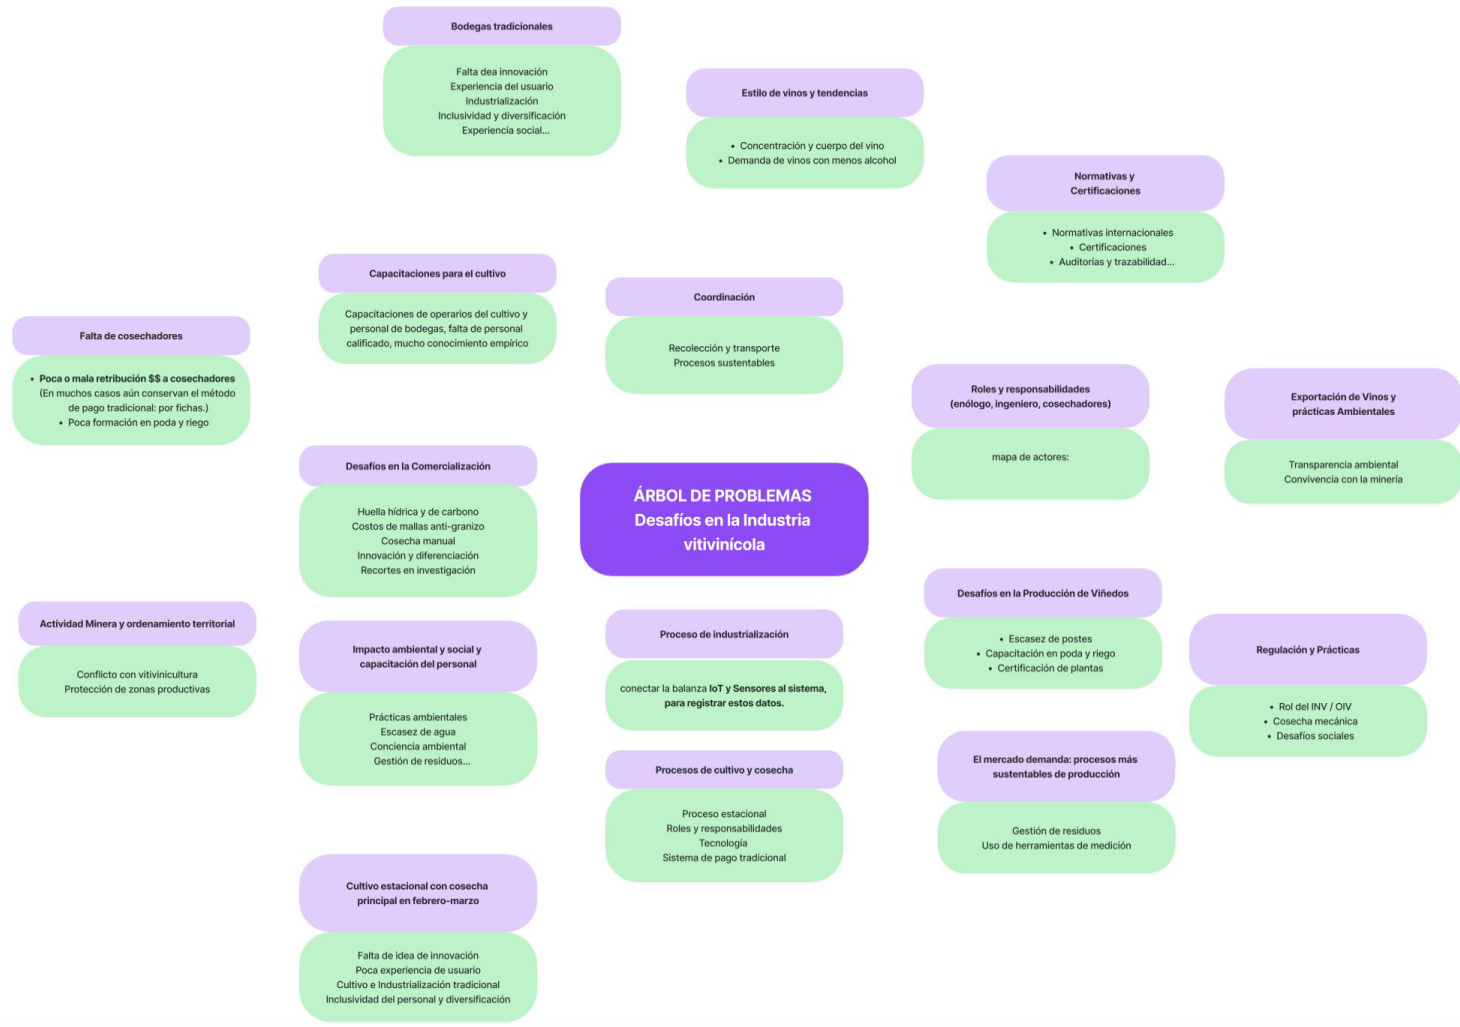 Bodegas tradicionales
Falta dea innovación
Experiencia del usuario
Industrialización
Inclusividad y diversificación
Experiencia social...
Estilo de vinos y tendencias
• Concentración y cuerpo del vino
• Demanda de vinos con menos alcohol
Normativas y
Certificaciones
• Normativas internacionales
• Certificaciones
• Auditorías y trazabilidad...
Capacitaciones para el cultivo
Capacitaciones de operarios del cultivo y
personal de bodegas, falta de personal
calificado, mucho conocimiento empírico
Coordinación
Recolección y transporte
Procesos sustentables
Falta de cosechadores
• Poca o mala retribución $$ a cosechadores
(En muchos casos aún conservan el método
de pago tradicional: por fichas.)
• Poca formación en poda y riego
Roles y responsabilidades
(enólogo, ingeniero, cosechadores)
mapa de actores:
Exportación de Vinos y
prácticas Ambientales
Transparencia ambiental
Convivencia con la minería
Desafíos en la Comercialización
Huella hídrica y de carbono
Costos de mallas anti-granizo
Cosecha manual
Innovación y diferenciación
Recortes en investigación
ÁRBOL DE PROBLEMAS
Desafíos en la Industria
vitivinícola
Desafíos en la Producción de Viñedos
• Escasez de postes
• Capacitación en poda y riego
• Certificación de plantas
Actividad Minera y ordenamiento territorial
Conflicto con vitivinicultura
Protección de zonas productivas
Impacto ambiental y social y
capacitación del personal
Prácticas ambientales
Escasez de agua
Conciencia ambiental
Gestión de residuos...
Proceso de industrialización
conectar la balanza IoT y Sensores al sistema,
para registrar estos datos.
Regulación y Prácticas
• Rol del INV / OIV
• Cosecha mecánica
• Desafíos sociales
Procesos de cultivo y cosecha
Proceso estacional
Roles y responsabilidades
Tecnología
Sistema de pago tradicional
El mercado demanda: procesos más
sustentables de producción
Gestión de residuos
Uso de herramientas de medición
Cultivo estacional con cosecha
principal en febrero-marzo
Falta de idea de innovación
Poca experiencia de usuario
Cultivo e Industrialización tradicional
Inclusividad del personal y diversificación